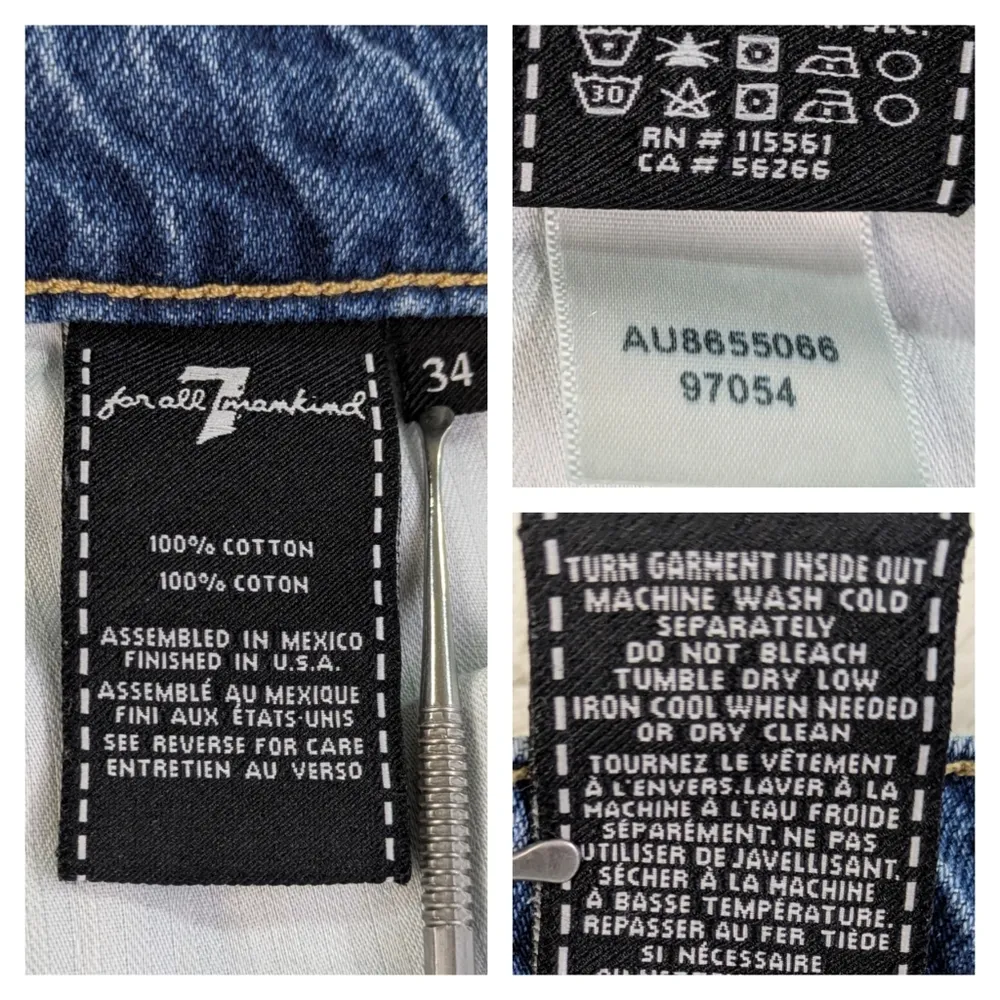 for all 7 mankind
34
100% COTTON
100% COTON
ASSEMBLED IN MEXICO
FINISHED IN U.S.A.
ASSEMBLÉ AU MEXIQUE
FINI AUX ÉTATS-UNIS
SEE REVERSE FOR CARE
ENTRETIEN AU VERSO
30
RN # 115561
CA # 56266
AU8655066
97054
TURN GARMENT INSIDE OUT
MACHINE WASH COLD
SEPARATELY
DO NOT BLEACH
TUMBLE DRY LOW
IRON COOL WHEN NEEDED
OR DRY CLEAN
TOURNEZ LE VÊTEMENT
À L'ENVERS.LAVER À LA
MACHINE À L'EAU FROIDE
SÉPARÉMENT. NE PAS
UTILISER DE JAVELLISANT.
SÉCHER À LA MACHINE
À BASSE TEMPÉRATURE.
REPASSER AU FER TIÈDE
SI NÉCESSAIRE